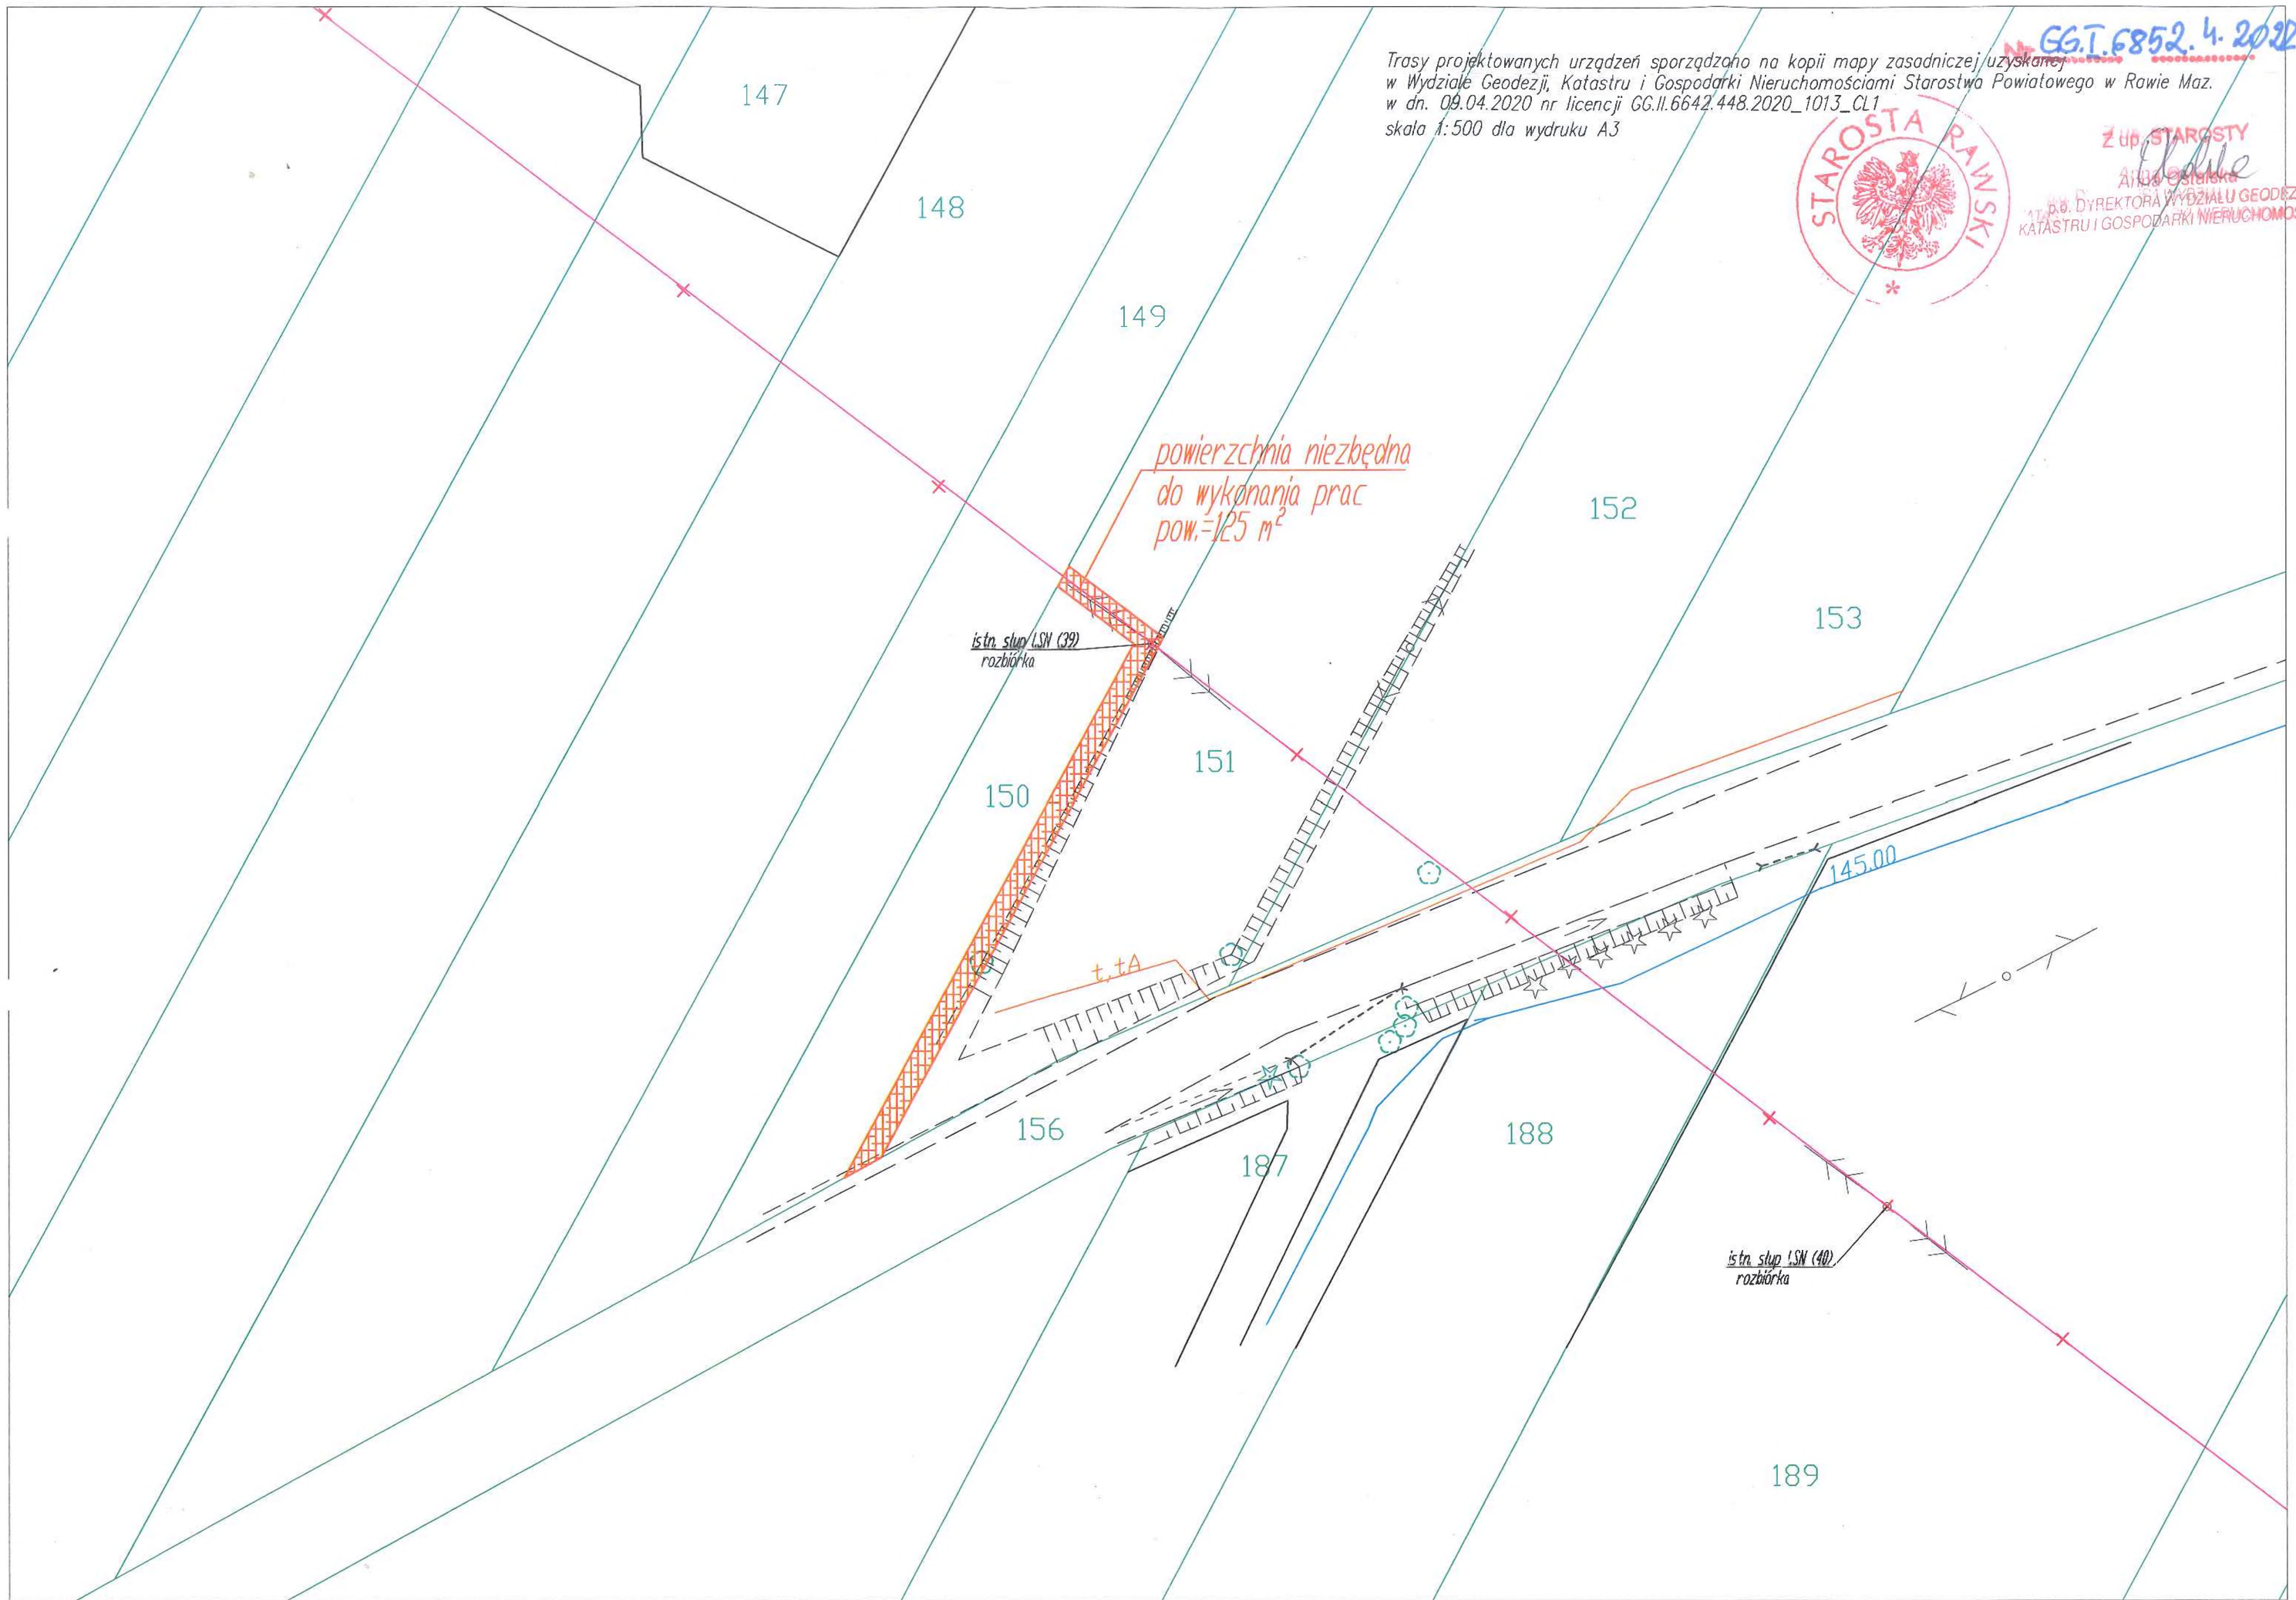 Nr GG.I.6852.4.2022
Trasy projektowanych urządzeń sporządzono na kopii mapy zasadniczej uzyskanej
w Wydziale Geodezji, Katastru i Gospodarki Nieruchomościami Starostwa Powiatowego w Rawie Maz.
w dn. 09.04.2020 nr licencji GG.II.6642.448.2020_1013_CL1
skala 1:500 dla wydruku A3
STAROSTA RAWSKI
Z up. STAROSTY
Anna
p.o. DYREKTORA WYDZIAŁU GEODEZ
KATASTRU I GOSPODARKI NIERUCHOMOŚ
147
148
149
powierzchnia niezbędna
do wykonania prac
pow.=125 m²
152
153
istn. słup LSN (39)
rozbiórka
151
150
145.00
t,tA
156
187
188
istn. słup LSN (40)
rozbiórka
189